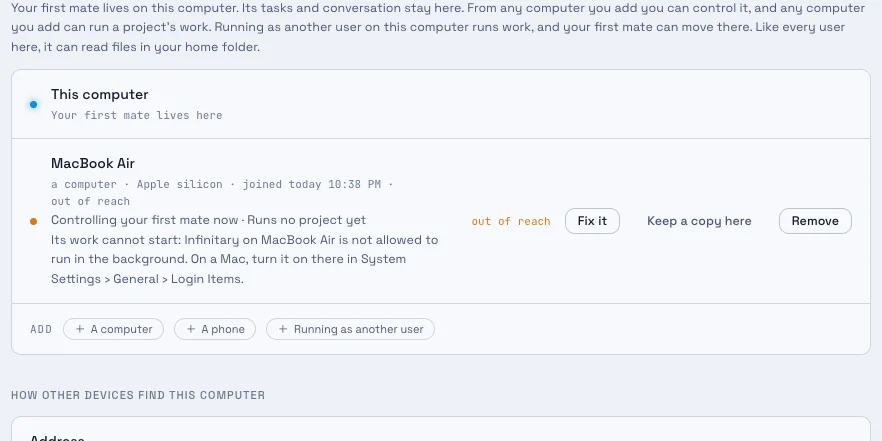 Your first mate lives on this computer. Its tasks and conversation stay here. From any computer you add you can control it, and any computer
you add can run a project's work. Running as another user on this computer runs work, and your first mate can move there. Like every user
here, it can read files in your home folder.
This computer
Your first mate lives here
MacBook Air
a computer · Apple silicon · joined today 10:38 PM ·
out of reach
Controlling your first mate now · Runs no project yet
Its work cannot start: Infinitary on MacBook Air is not allowed to
run in the background. On a Mac, turn it on there in System
Settings > General > Login Items.
out of reach
Fix it
Keep a copy here
Remove
ADD
+ A computer
+ A phone
+ Running as another user
HOW OTHER DEVICES FIND THIS COMPUTER
Address